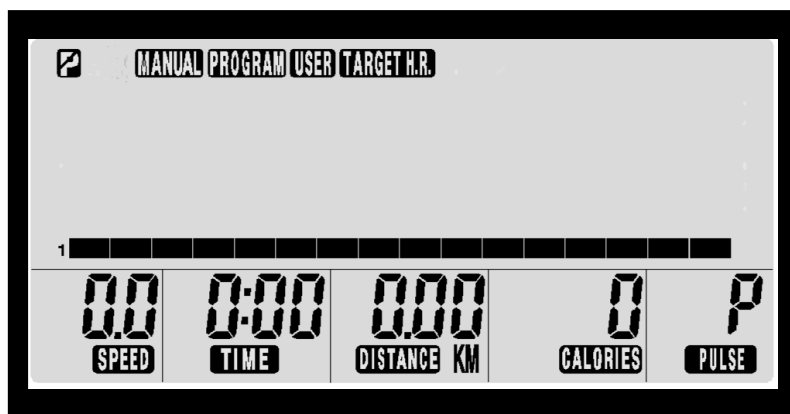 P MANUAL PROGRAM USER TARGET H.R.
1
0.0 0:00 0.00 0 P
SPEED TIME DISTANCE KM CALORIES PULSE